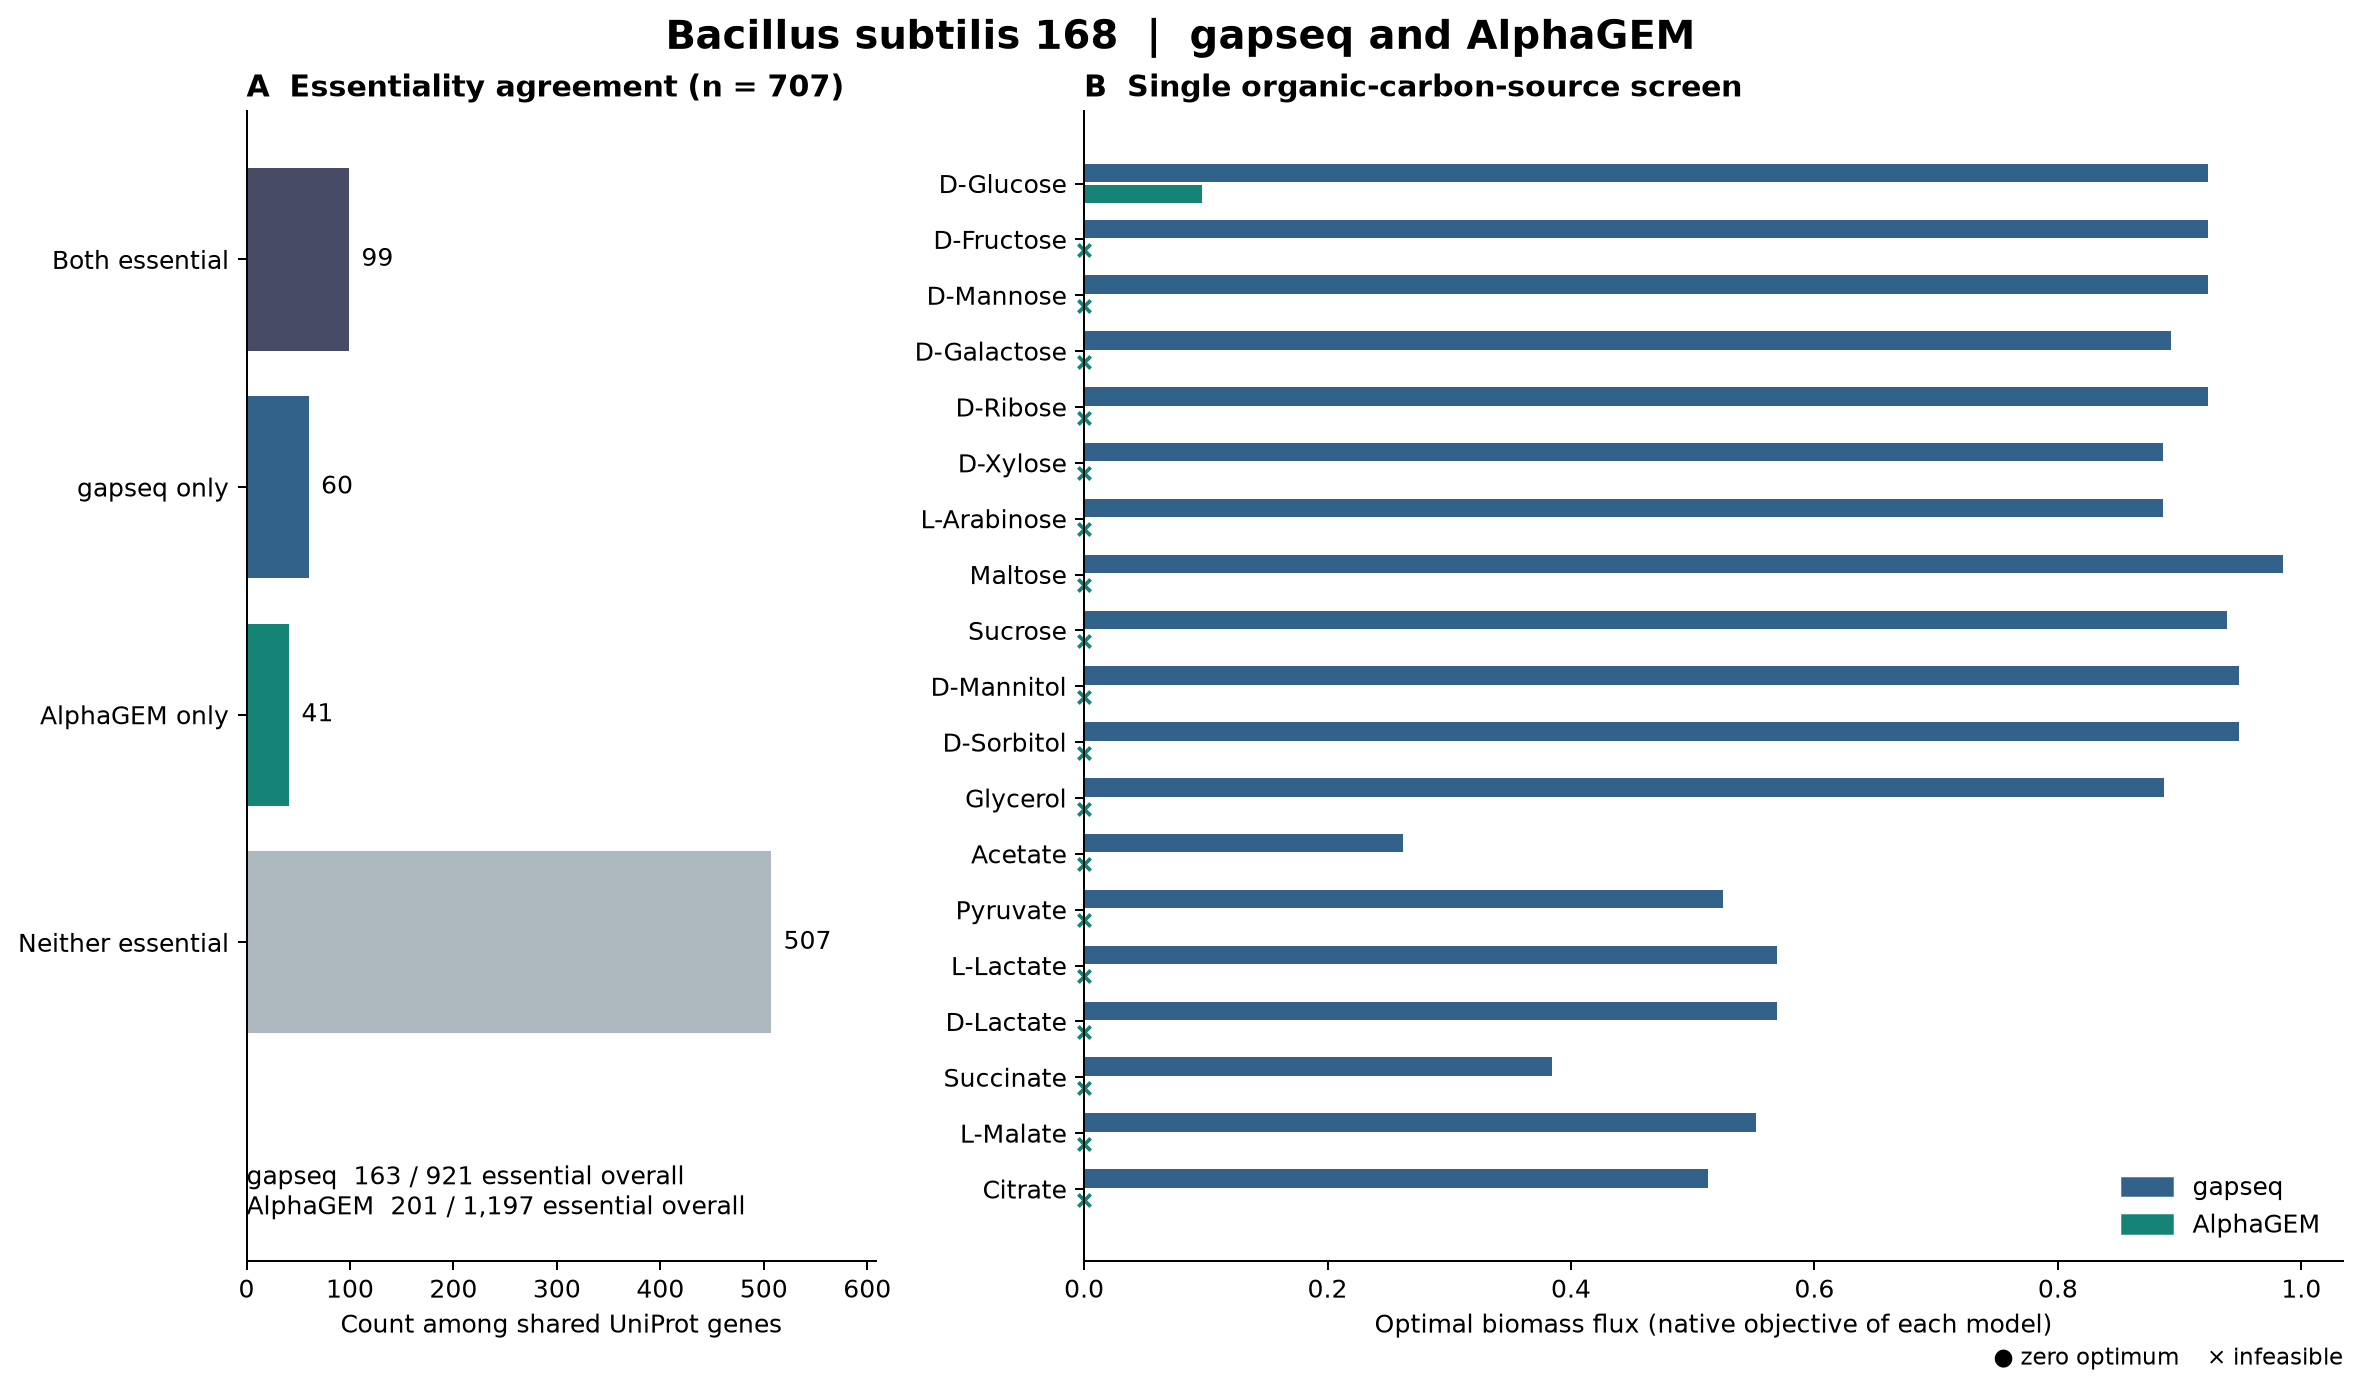 Bacillus subtilis 168 | gapseq and AlphaGEM
A Essentiality agreement (n = 707)
Both essential
99
gapseq only
60
AlphaGEM only
41
Neither essential
507
gapseq 163 / 921 essential overall
AlphaGEM 201 / 1,197 essential overall
0 100 200 300 400 500 600
Count among shared UniProt genes
B Single organic-carbon-source screen
D-Glucose
D-Fructose
D-Mannose
D-Galactose
D-Ribose
D-Xylose
L-Arabinose
Maltose
Sucrose
D-Mannitol
D-Sorbitol
Glycerol
Acetate
Pyruvate
L-Lactate
D-Lactate
Succinate
L-Malate
Citrate
gapseq
AlphaGEM
0.0 0.2 0.4 0.6 0.8 1.0
Optimal biomass flux (native objective of each model)
● zero optimum × infeasible